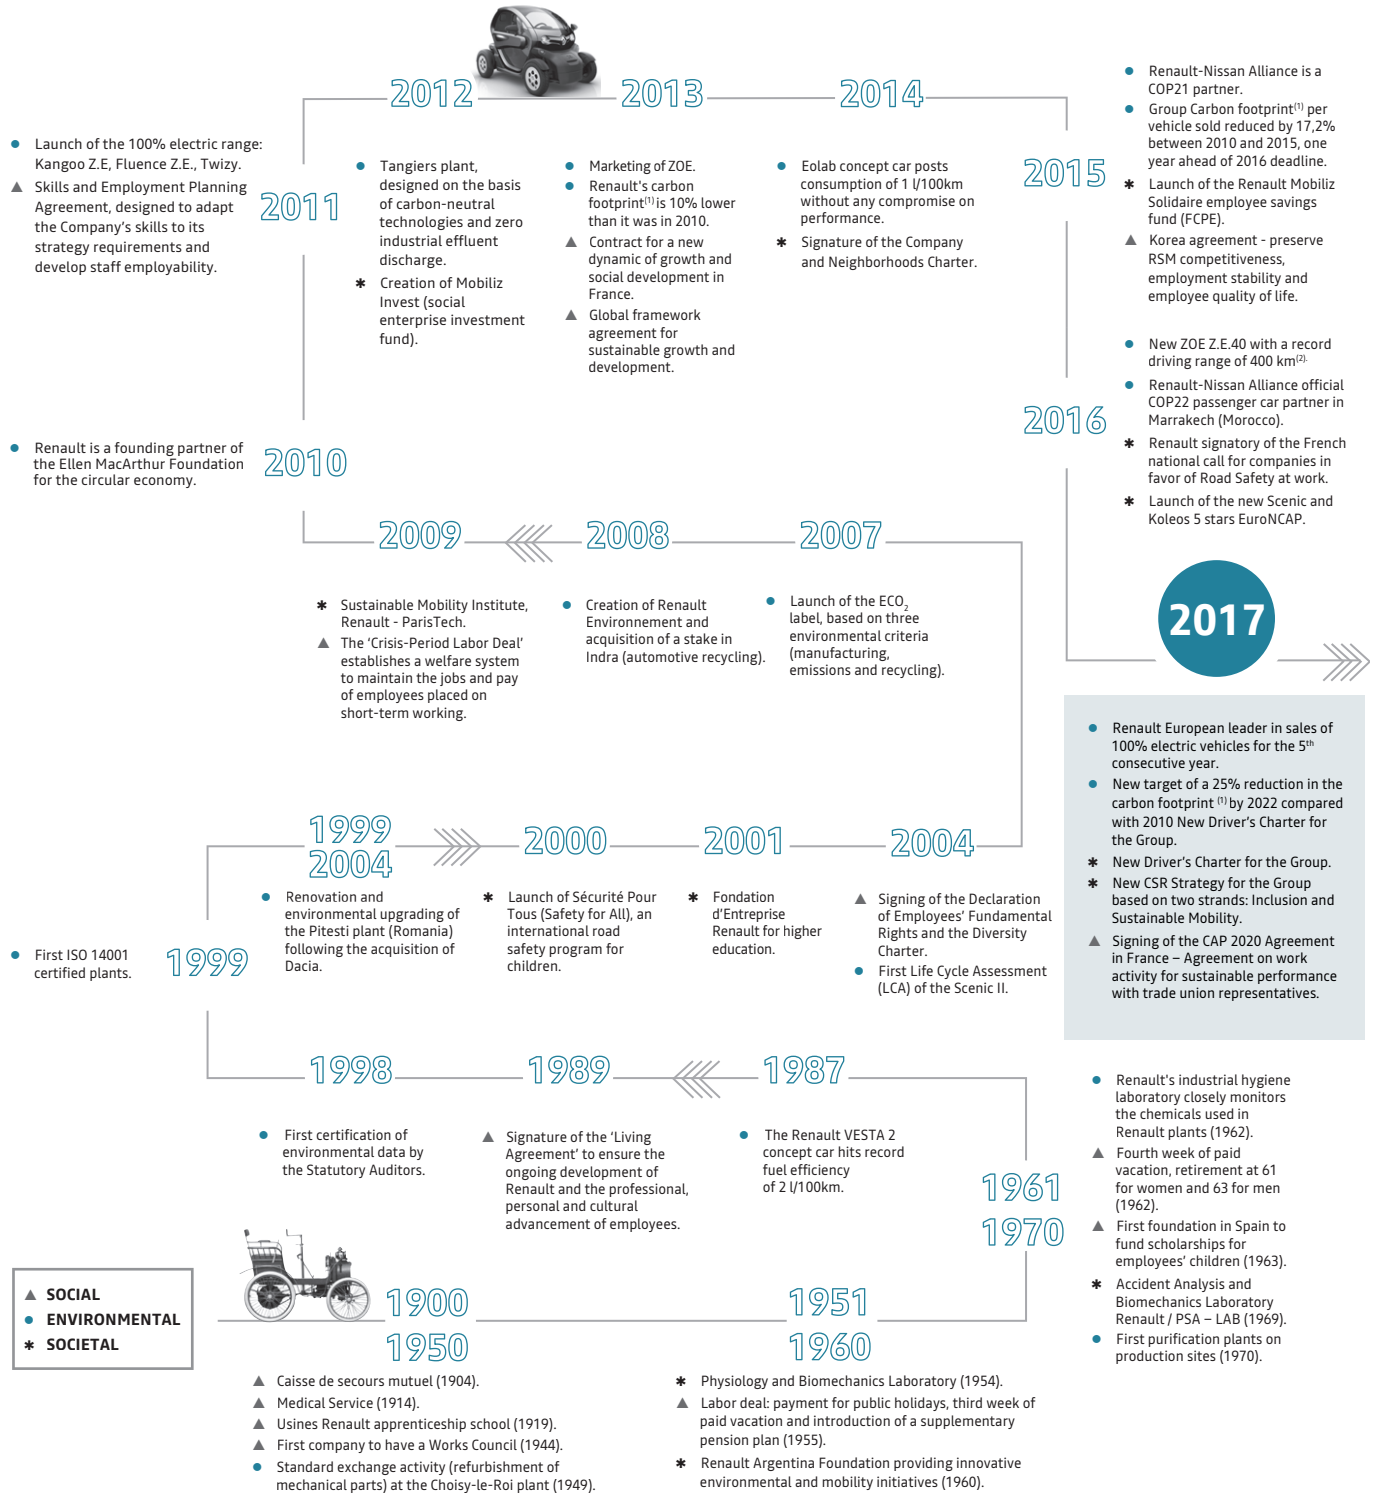 2012
2013
2014
● Launch of the 100% electric range:
Kangoo Z.E, Fluence Z.E., Twizy.
▲ Skills and Employment Planning
Agreement, designed to adapt
the Company's skills to its
strategy requirements and
develop staff employability.
2011
● Tangiers plant,
designed on the basis
of carbon-neutral
technologies and zero
industrial effluent
discharge.
✱ Creation of Mobiliz
Invest (social
enterprise investment
fund).
● Marketing of ZOE.
● Renault's carbon
footprint(1) is 10% lower
than it was in 2010.
▲ Contract for a new
dynamic of growth and
social development in
France.
▲ Global framework
agreement for
sustainable growth and
development.
● Eolab concept car posts
consumption of 1 l/100km
without any compromise on
performance.
✱ Signature of the Company
and Neighborhoods Charter.
2015
● Renault-Nissan Alliance is a
COP21 partner.
● Group Carbon footprint(1) per
vehicle sold reduced by 17,2%
between 2010 and 2015, one
year ahead of 2016 deadline.
✱ Launch of the Renault Mobiliz
Solidaire employee savings
fund (FCPE).
▲ Korea agreement - preserve
RSM competitiveness,
employment stability and
employee quality of life.
2016
● New ZOE Z.E.40 with a record
driving range of 400 km(2).
● Renault-Nissan Alliance official
COP22 passenger car partner in
Marrakech (Morocco).
✱ Renault signatory of the French
national call for companies in
favor of Road Safety at work.
✱ Launch of the new Scenic and
Koleos 5 stars EuroNCAP.
● Renault is a founding partner of
the Ellen MacArthur Foundation
for the circular economy.
2010
2009
2008
2007
✱ Sustainable Mobility Institute,
Renault - ParisTech.
▲ The ‘Crisis-Period Labor Deal’
establishes a welfare system
to maintain the jobs and pay
of employees placed on
short-term working.
● Creation of Renault
Environnement and
acquisition of a stake in
Indra (automotive recycling).
● Launch of the ECO2
label, based on three
environmental criteria
(manufacturing,
emissions and recycling).
2017
● Renault European leader in sales of
100% electric vehicles for the 5th
consecutive year.
● New target of a 25% reduction in the
carbon footprint (1) by 2022 compared
with 2010 New Driver's Charter for
the Group.
✱ New Driver's Charter for the Group.
✱ New CSR Strategy for the Group
based on two strands: Inclusion and
Sustainable Mobility.
▲ Signing of the CAP 2020 Agreement
in France – Agreement on work
activity for sustainable performance
with trade union representatives.
1999
2004
2000
2001
2004
● First ISO 14001
certified plants.
1999
● Renovation and
environmental upgrading of
the Pitesti plant (Romania)
following the acquisition of
Dacia.
✱ Launch of Sécurité Pour
Tous (Safety for All), an
international road
safety program for
children.
✱ Fondation
d'Entreprise
Renault for higher
education.
▲ Signing of the Declaration
of Employees' Fundamental
Rights and the Diversity
Charter.
● First Life Cycle Assessment
(LCA) of the Scenic II.
1998
1989
1987
● First certification of
environmental data by
the Statutory Auditors.
▲ Signature of the ‘Living
Agreement’ to ensure the
ongoing development of
Renault and the professional,
personal and cultural
advancement of employees.
● The Renault VESTA 2
concept car hits record
fuel efficiency
of 2 l/100km.
1961
1970
● Renault's industrial hygiene
laboratory closely monitors
the chemicals used in
Renault plants (1962).
▲ Fourth week of paid
vacation, retirement at 61
for women and 63 for men
(1962).
▲ First foundation in Spain to
fund scholarships for
employees' children (1963).
✱ Accident Analysis and
Biomechanics Laboratory
Renault / PSA – LAB (1969).
● First purification plants on
production sites (1970).
▲ SOCIAL
● ENVIRONMENTAL
✱ SOCIETAL
1900
1950
▲ Caisse de secours mutuel (1904).
▲ Medical Service (1914).
▲ Usines Renault apprenticeship school (1919).
▲ First company to have a Works Council (1944).
● Standard exchange activity (refurbishment of
mechanical parts) at the Choisy-le-Roi plant (1949).
1951
1960
✱ Physiology and Biomechanics Laboratory (1954).
▲ Labor deal: payment for public holidays, third week of
paid vacation and introduction of a supplementary
pension plan (1955).
✱ Renault Argentina Foundation providing innovative
environmental and mobility initiatives (1960).